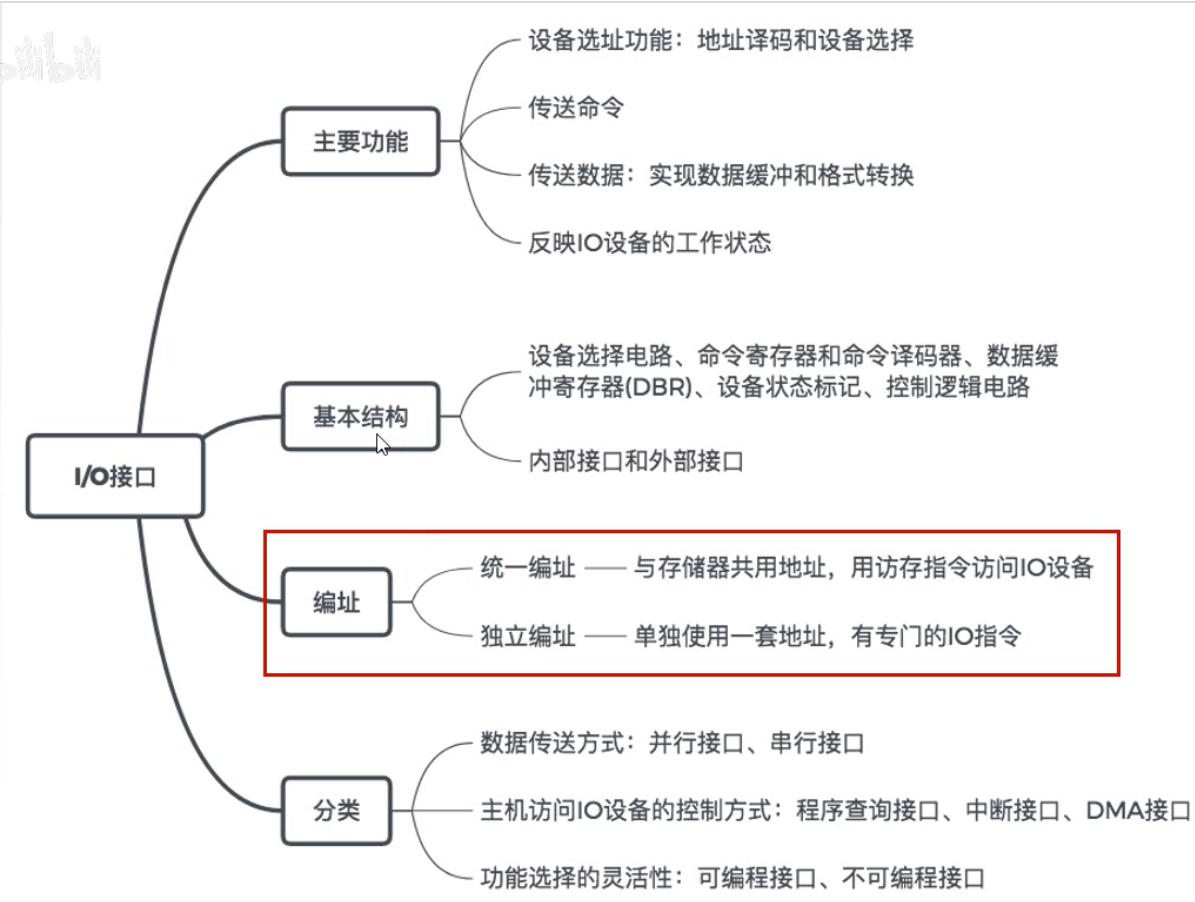 bilibili
设备选址功能：地址译码和设备选择
传送命令
主要功能
传送数据：实现数据缓冲和格式转换
反映IO设备的工作状态
设备选择电路、命令寄存器和命令译码器、数据缓
冲寄存器(DBR)、设备状态标记、控制逻辑电路
基本结构
内部接口和外部接口
I/O接口
统一编址
与存储器共用地址，用访存指令访问IO设备
编址
独立编址
单独使用一套地址，有专门的IO指令
数据传送方式：并行接口、串行接口
分类
主机访问IO设备的控制方式：程序查询接口、中断接口、DMA接口
功能选择的灵活性：可编程接口、不可编程接口